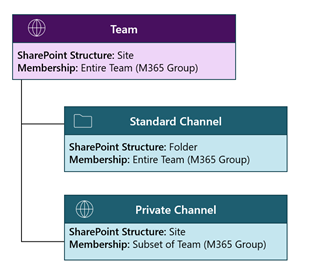 Team
SharePoint Structure: Site
Membership: Entire Team (M365 Group)
Standard Channel
SharePoint Structure: Folder
Membership: Entire Team (M365 Group)
Private Channel
SharePoint Structure: Site
Membership: Subset of Team (M365 Group)